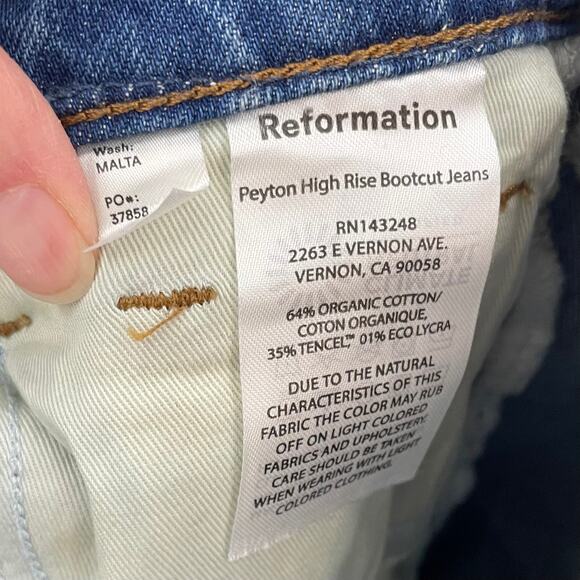 Wash:
MALTA
PO#:
37858
Reformation
Peyton High Rise Bootcut Jeans
RN143248
2263 E VERNON AVE.
VERNON, CA 90058
64% ORGANIC COTTON/
COTON ORGANIQUE,
35% TENCEL™, 01% ECO LYCRA
DUE TO THE NATURAL
CHARACTERISTICS OF THIS
FABRIC THE COLOR MAY RUB
OFF ON LIGHT COLORED
FABRICS AND UPHOLSTERY.
CARE SHOULD BE TAKEN
WHEN WEARING WITH LIGHT
COLORED CLOTHING.